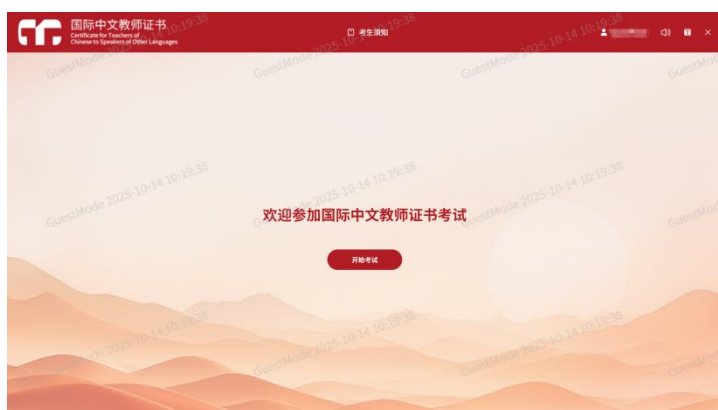 国际中文教师证书
Certificate for Teachers of
Chinese to Speakers of Other Languages
考生须知
GuestMode 2025-10-14 10:19:38
欢迎参加国际中文教师证书考试
开始考试